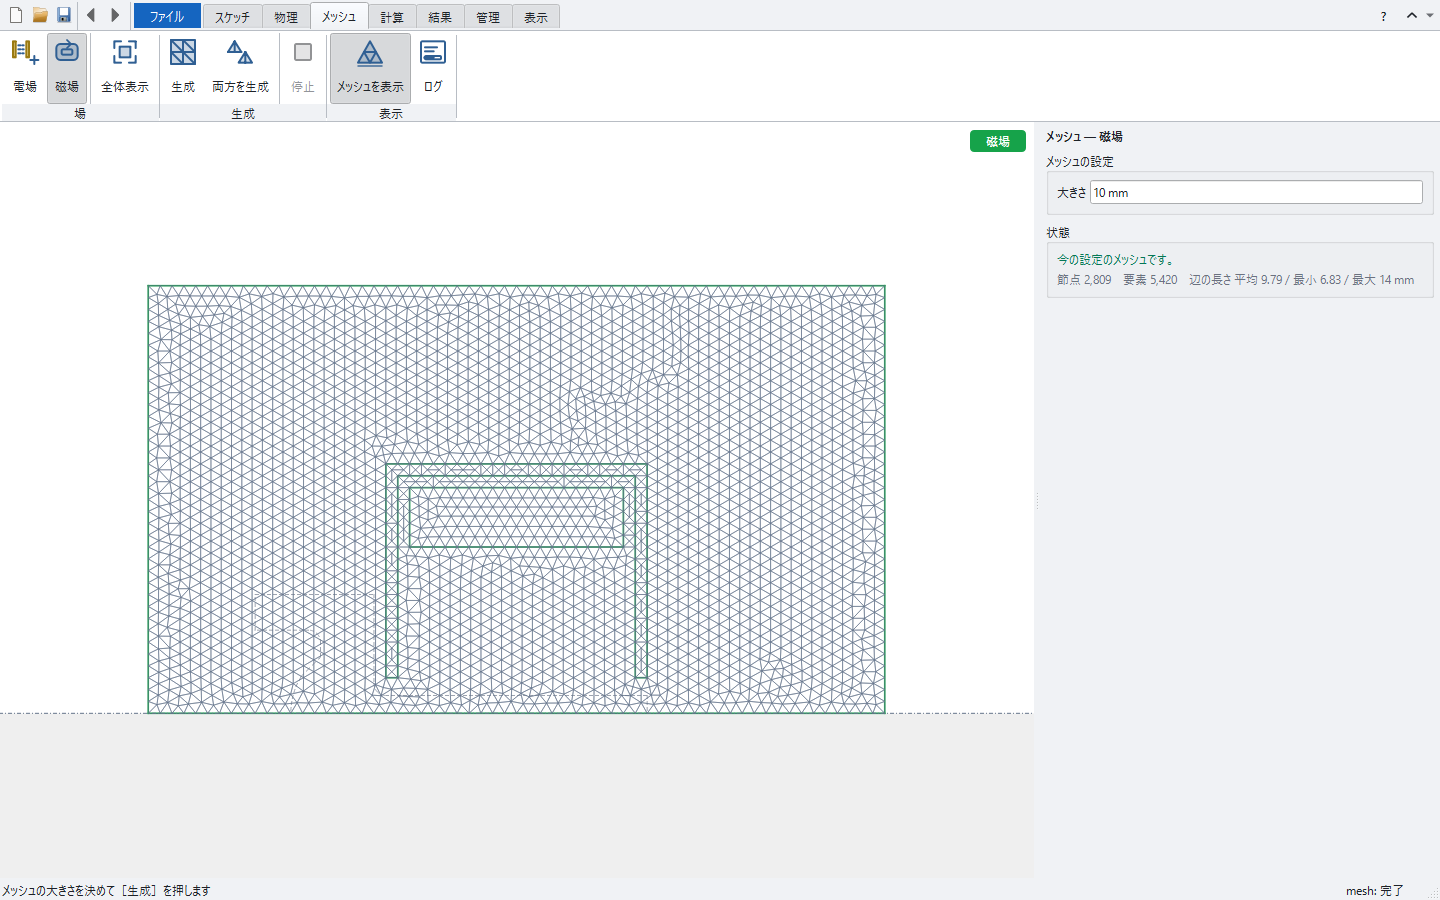 ファイル スケッチ 物理 メッシュ 計算 結果 管理 表示 ?
電場 磁場 全体表示 生成 両方を生成 停止 メッシュを表示 ログ
場 生成 表示
磁場
メッシュ — 磁場
メッシュの設定
大きさ 10 mm
状態
今の設定のメッシュです。
節点 2,809 要素 5,420 辺の長さ 平均 9.79 / 最小 6.83 / 最大 14 mm
メッシュの大きさを決めて［生成］を押します mesh: 完了